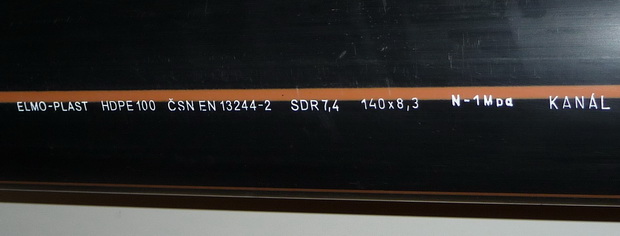 ELMO-PLAST HDPE100 ČSN EN 13244-2 SDR7,4 140x8,3 N-1Mpa KANÁL